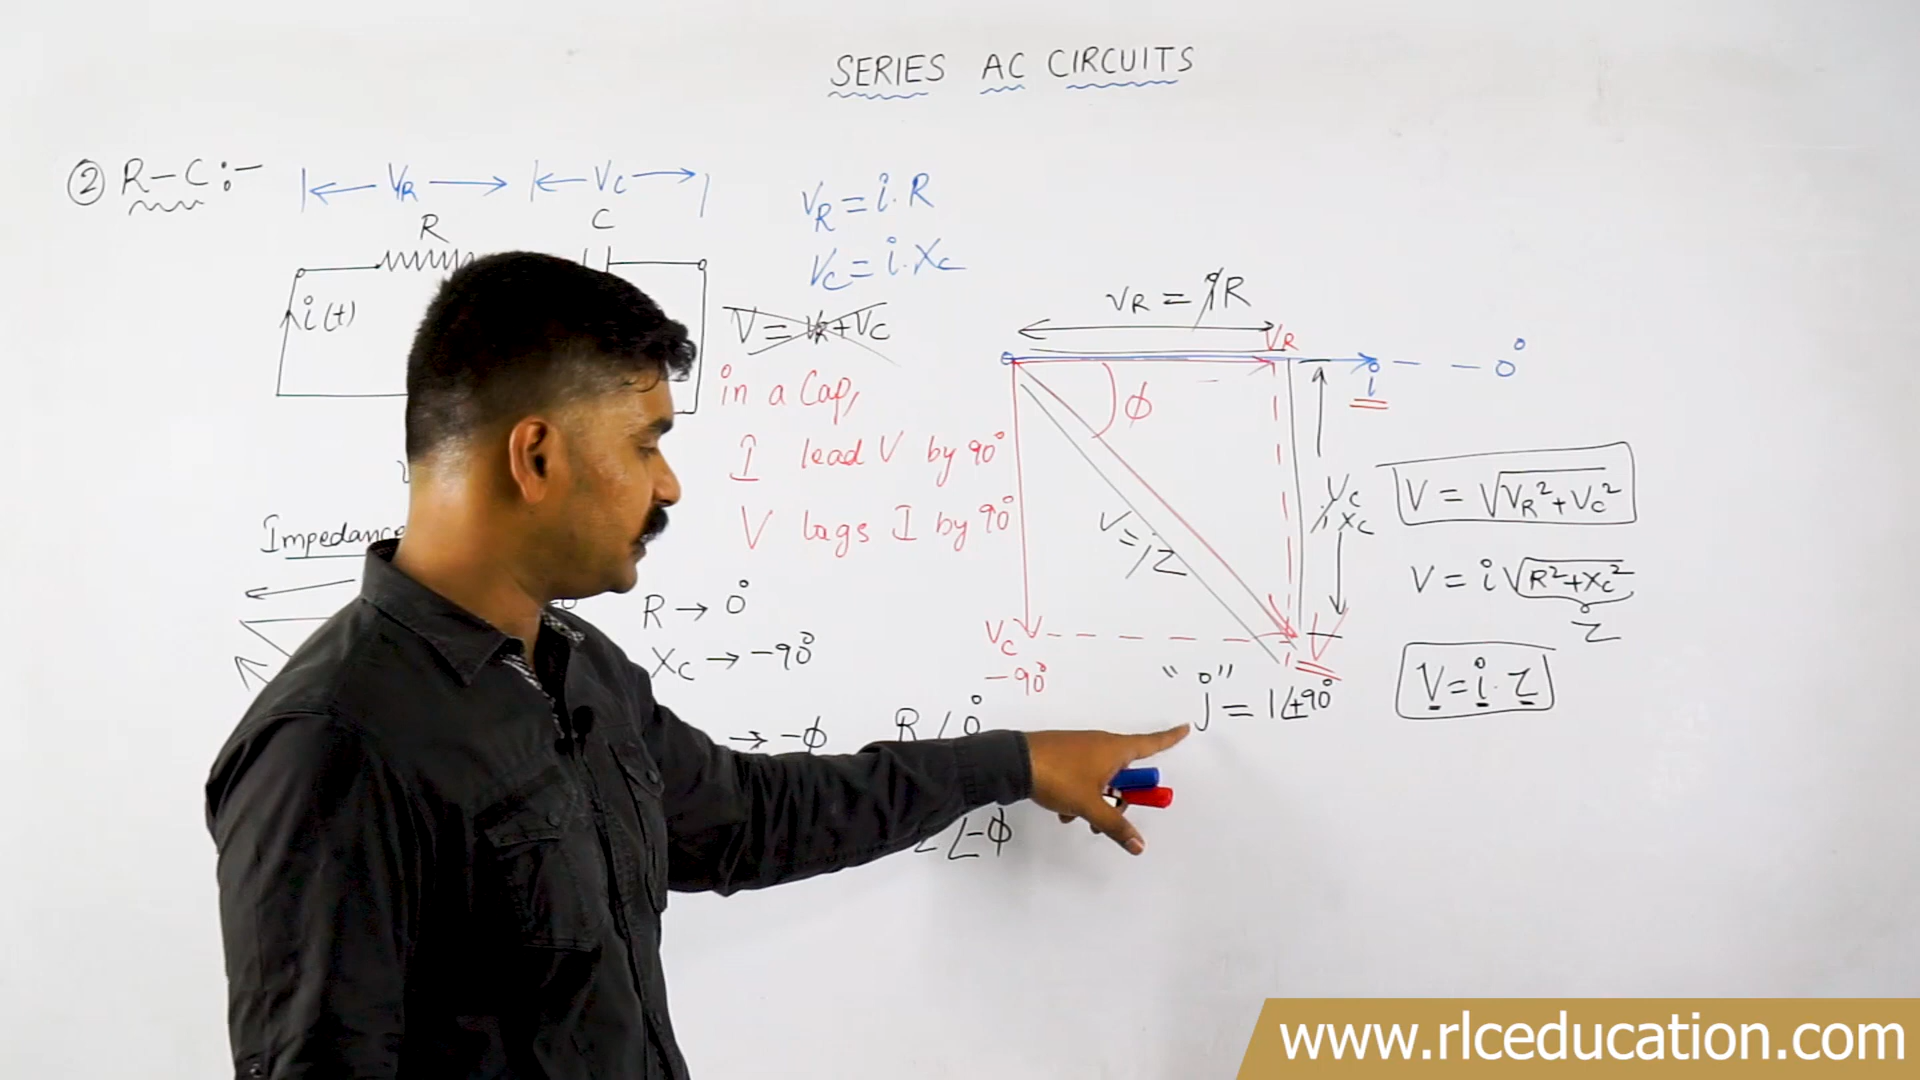 SERIES AC CIRCUITS
② R-C:-
VR
VC
R
C
i(t)
VR = i.R
VC = i.XC
V = VR+VC
in a Cap,
I lead V by 90°
V lags I by 90°
VR = iR
VR
i
0°
ϕ
V = iZ
VC
iXC
VC
-90°
V
V = √VR²+VC²
V = i√R²+XC²
Z
V = i.Z
Impedance
R → 0°
XC → -90°
→ -ϕ
R∠0°
Z∠-ϕ
"j"
j = 1∠±90°
www.rlceducation.com